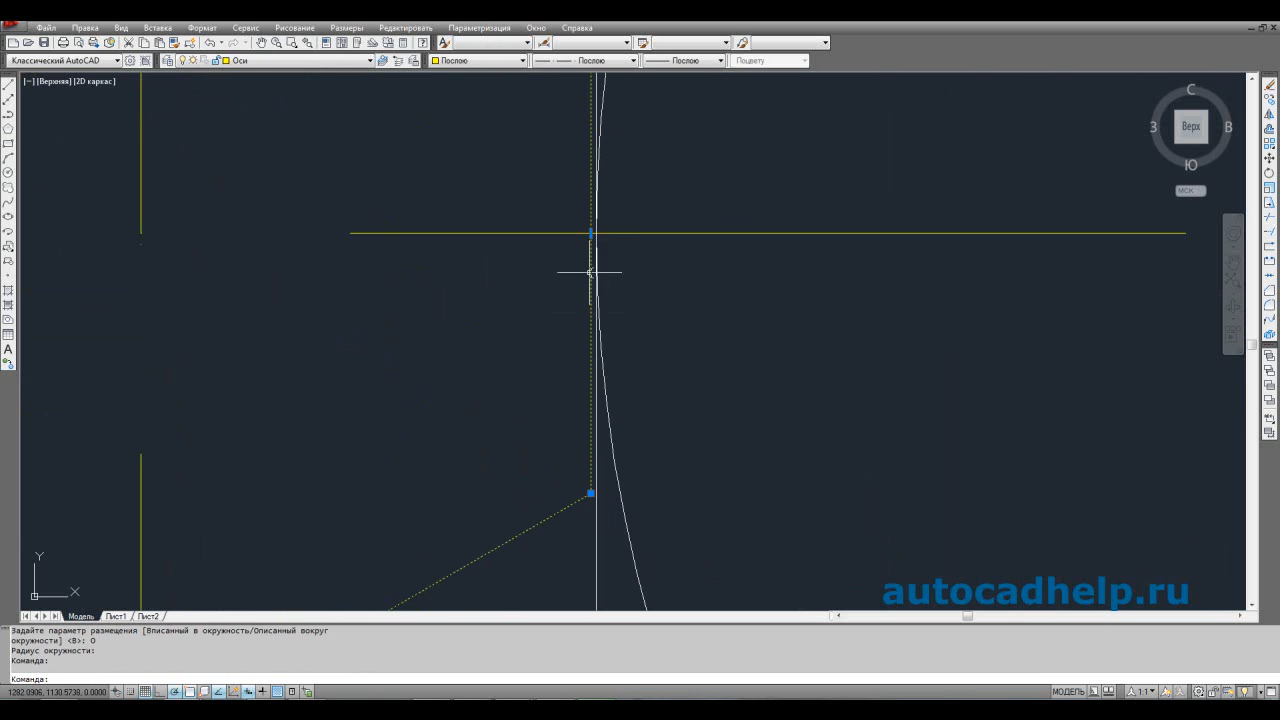 Файл Правка Вид Вставка Формат Сервис Рисование Размеры Редактировать Параметризация Окно Справка
Классический AutoCAD Оси Послою Послою Послою Поцвету
[−][Верхняя][2D каркас]
С
З Верх В
Ю
МСК
A
Y
X
autocadhelp.ru
Модель Лист1 Лист2
Задайте параметр размещения [Вписанный в окружность/Описанный вокруг
окружности] <В>: О
Радиус окружности:
Команда:
Команда:
1282.0906, 1130.5738, 0.0000 МОДЕЛЬ 1:1